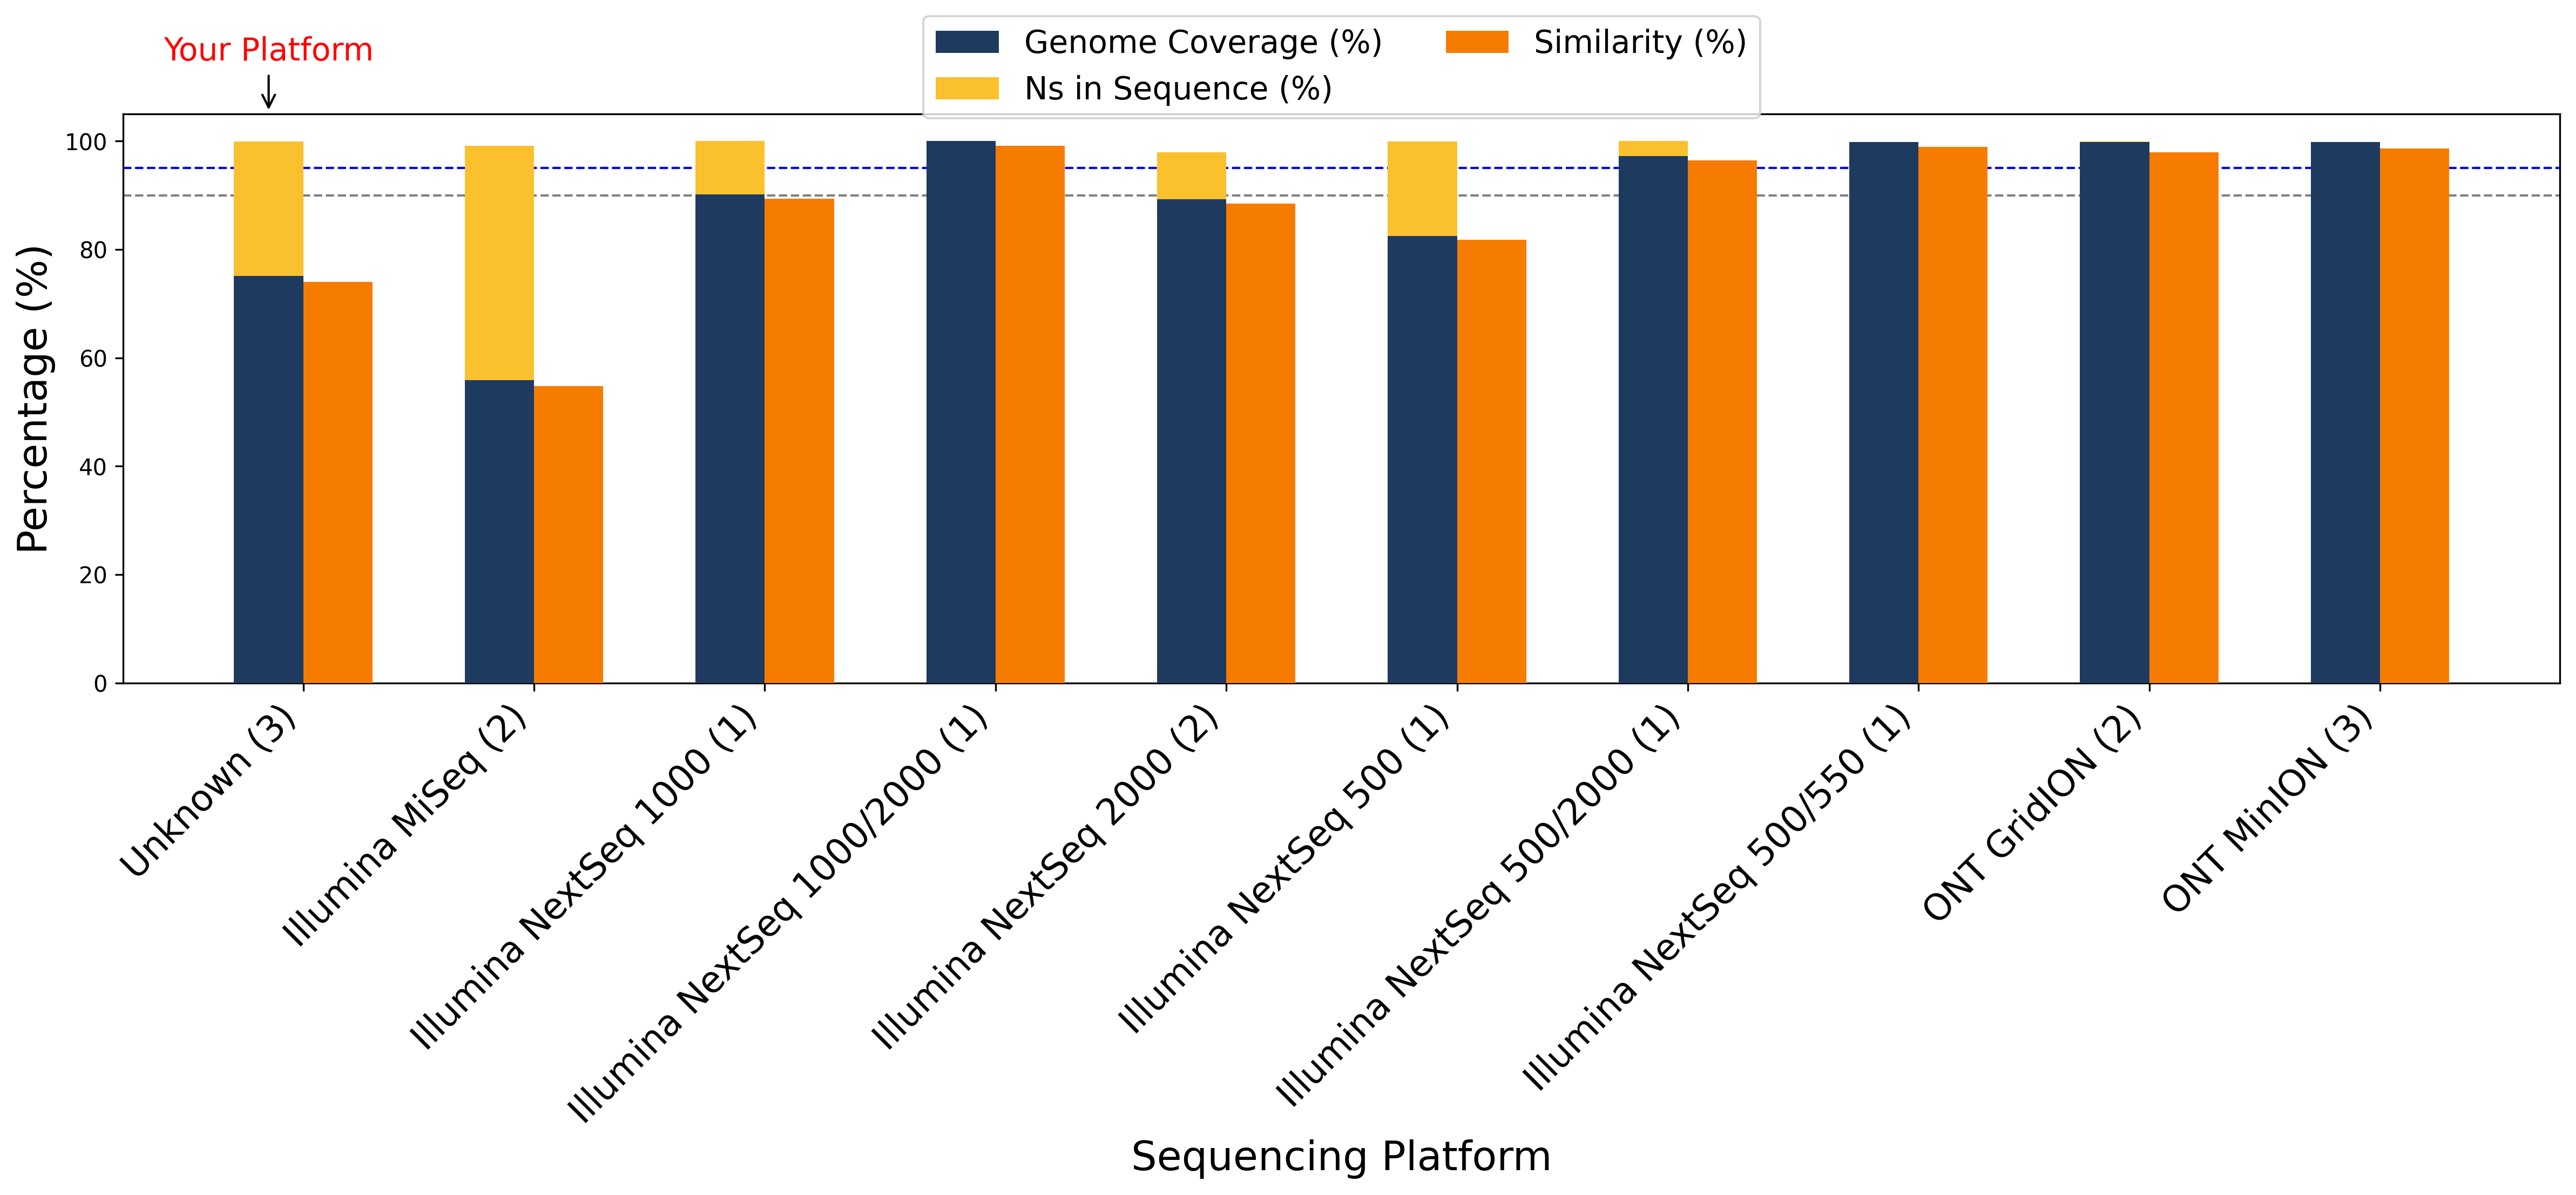 Your Platform
Genome Coverage (%)
Ns in Sequence (%)
Similarity (%)
Percentage (%)
100
80
60
40
20
0
Unknown (3)
Illumina MiSeq (2)
Illumina NextSeq 1000 (1)
Illumina NextSeq 1000/2000 (1)
Illumina NextSeq 2000 (2)
Illumina NextSeq 500 (1)
Illumina NextSeq 500/2000 (1)
Illumina NextSeq 500/550 (1)
ONT GridION (2)
ONT MinION (3)
Sequencing Platform